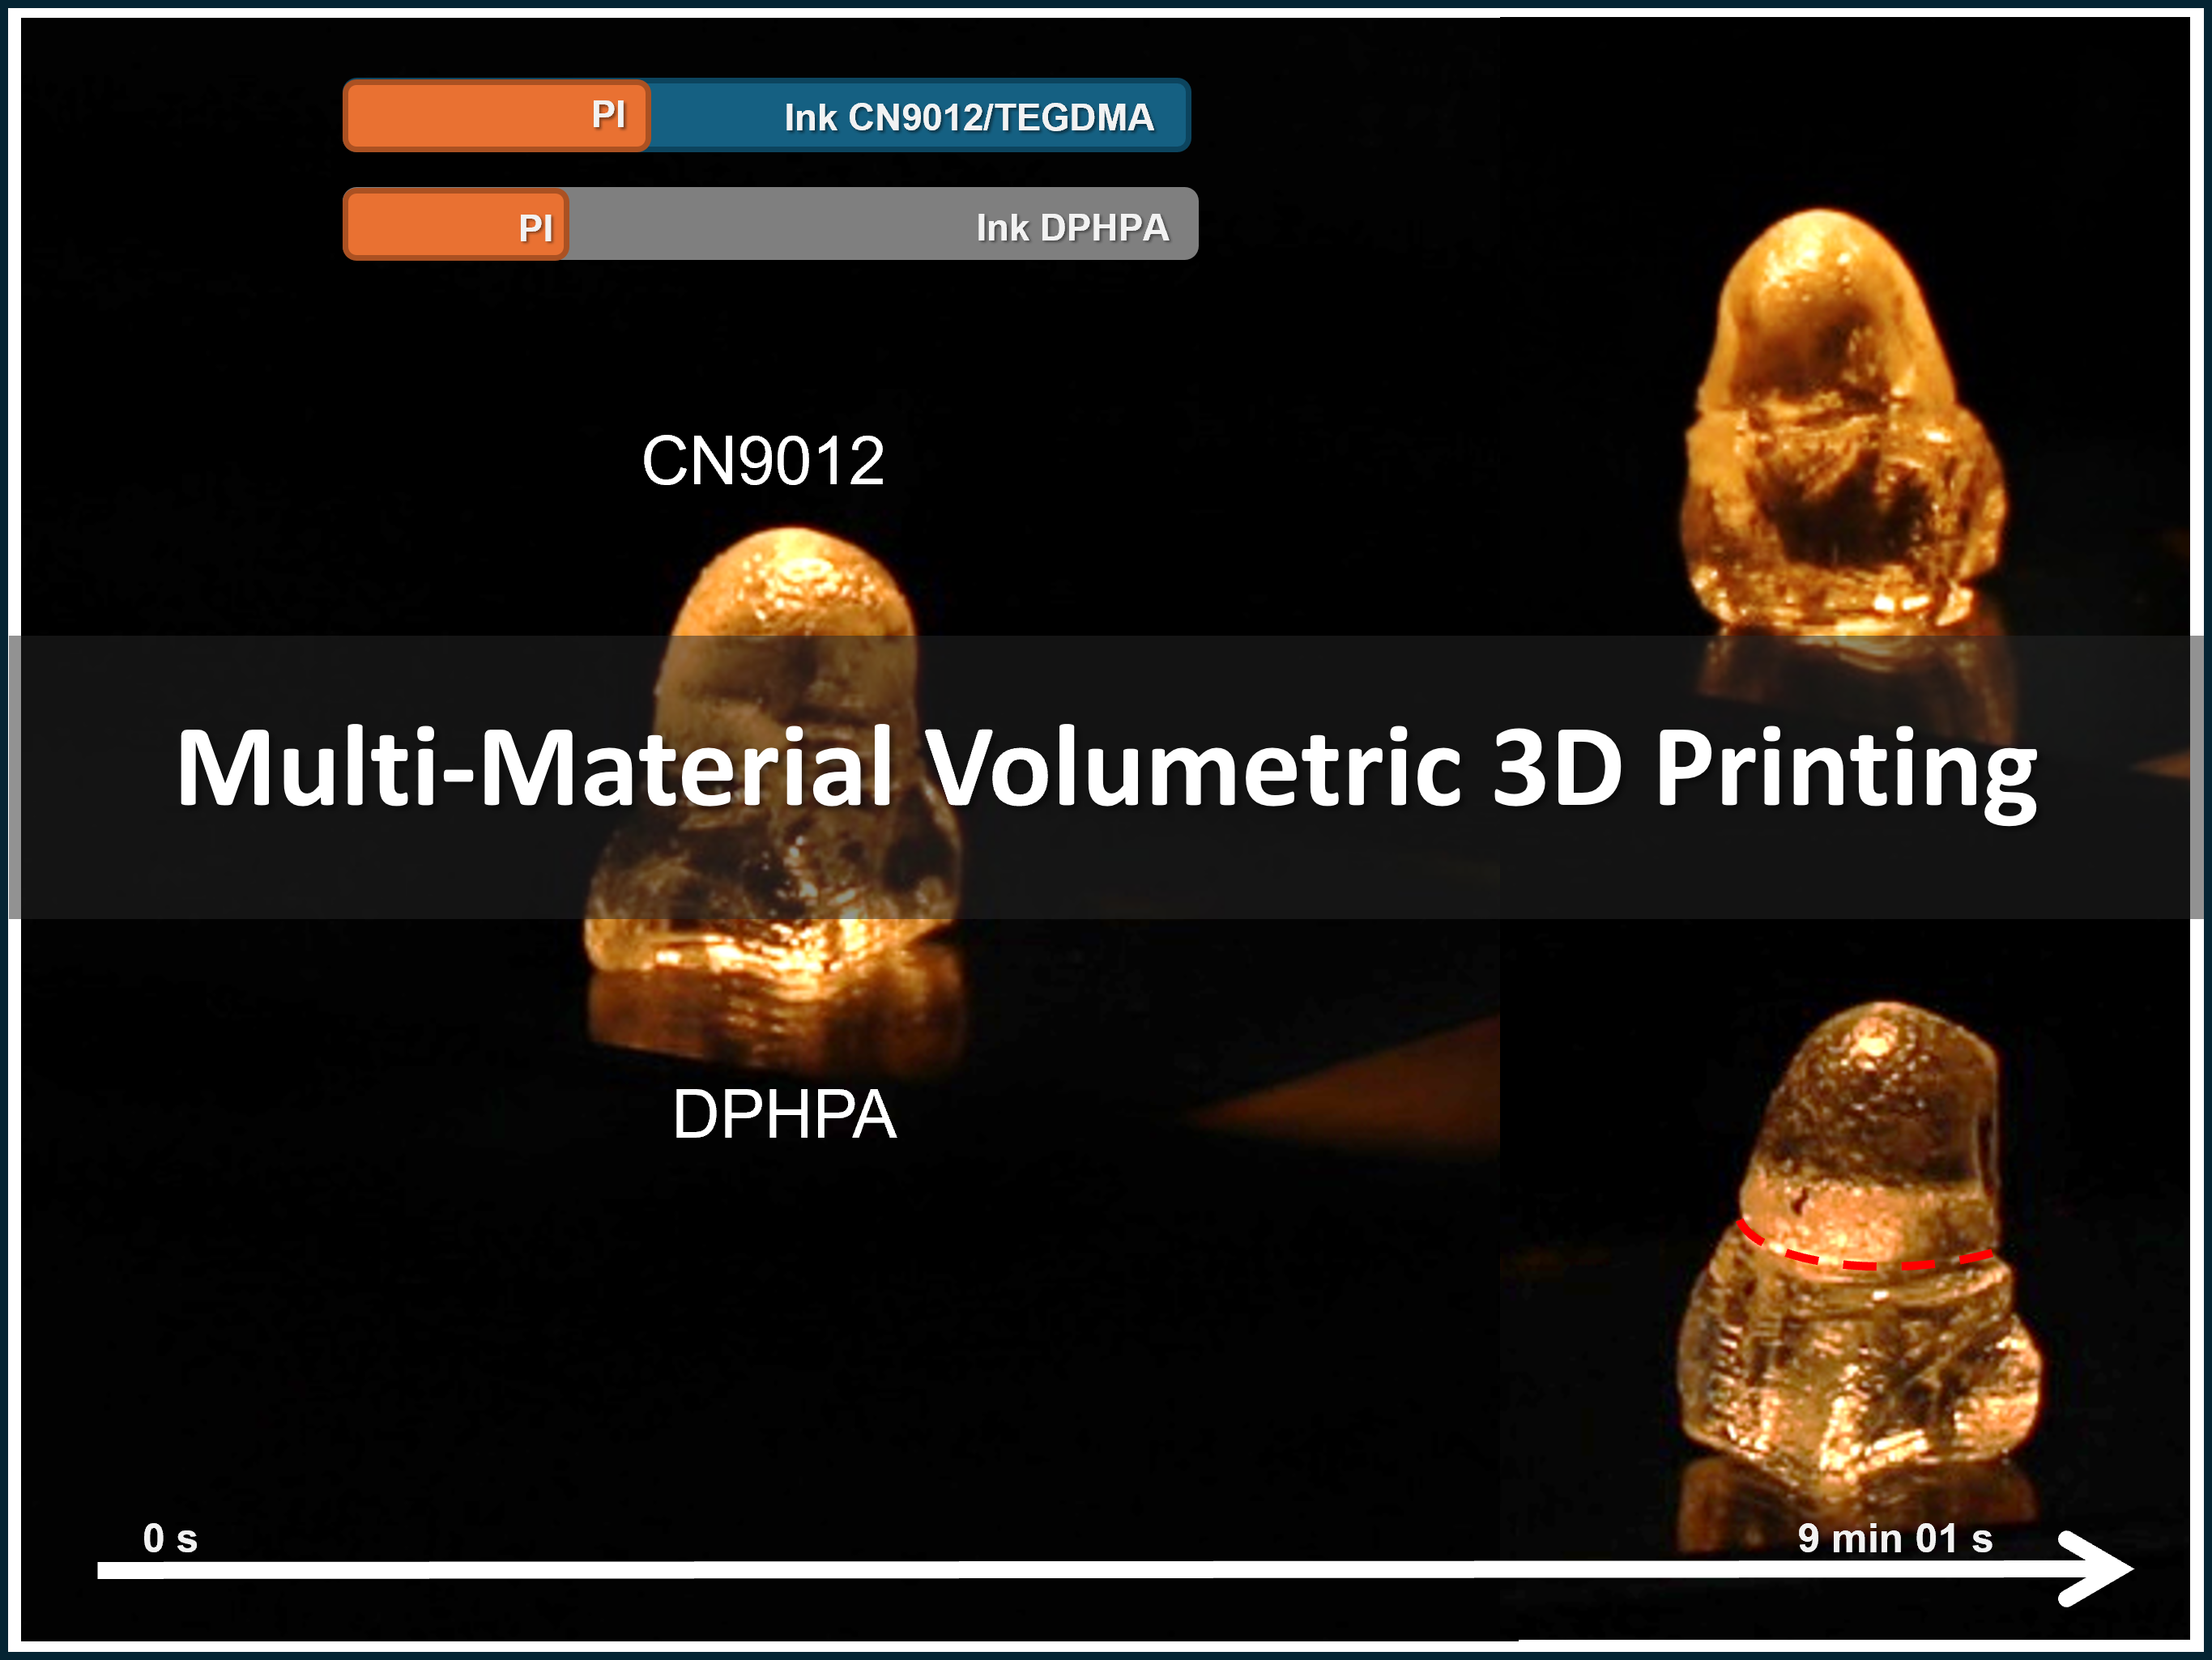 PI
Ink CN9012/TEGDMA
PI
Ink DPHPA
CN9012
Multi-Material Volumetric 3D Printing
DPHPA
0 s
9 min 01 s